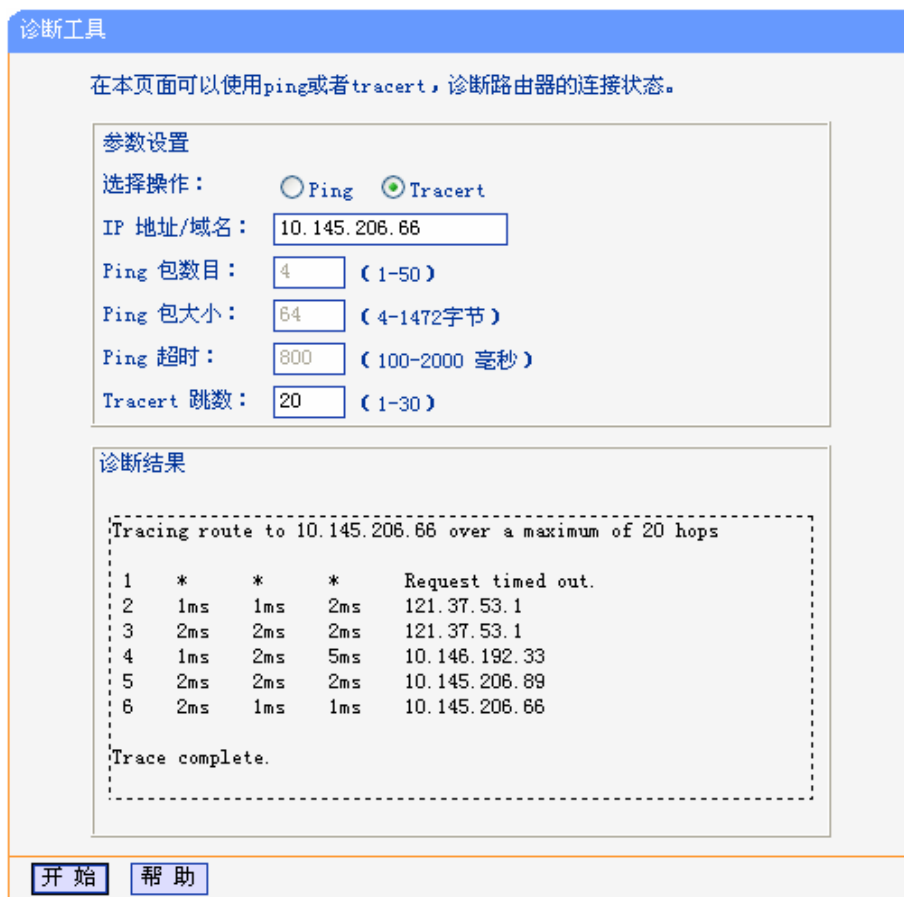 诊断工具
在本页面可以使用ping或者tracert，诊断路由器的连接状态。
参数设置
选择操作： Ping Tracert
IP 地址/域名： 10.145.206.66
Ping 包数目： 4 （1-50）
Ping 包大小： 64 （4-1472字节）
Ping 超时： 800 （100-2000 毫秒）
Tracert 跳数： 20 （1-30）
诊断结果
Tracing route to 10.145.206.66 over a maximum of 20 hops
1 * * * Request timed out.
2 1ms 1ms 2ms 121.37.53.1
3 2ms 2ms 2ms 121.37.53.1
4 1ms 2ms 5ms 10.146.192.33
5 2ms 2ms 2ms 10.145.206.89
6 2ms 1ms 1ms 10.145.206.66
Trace complete.
开 始 帮 助